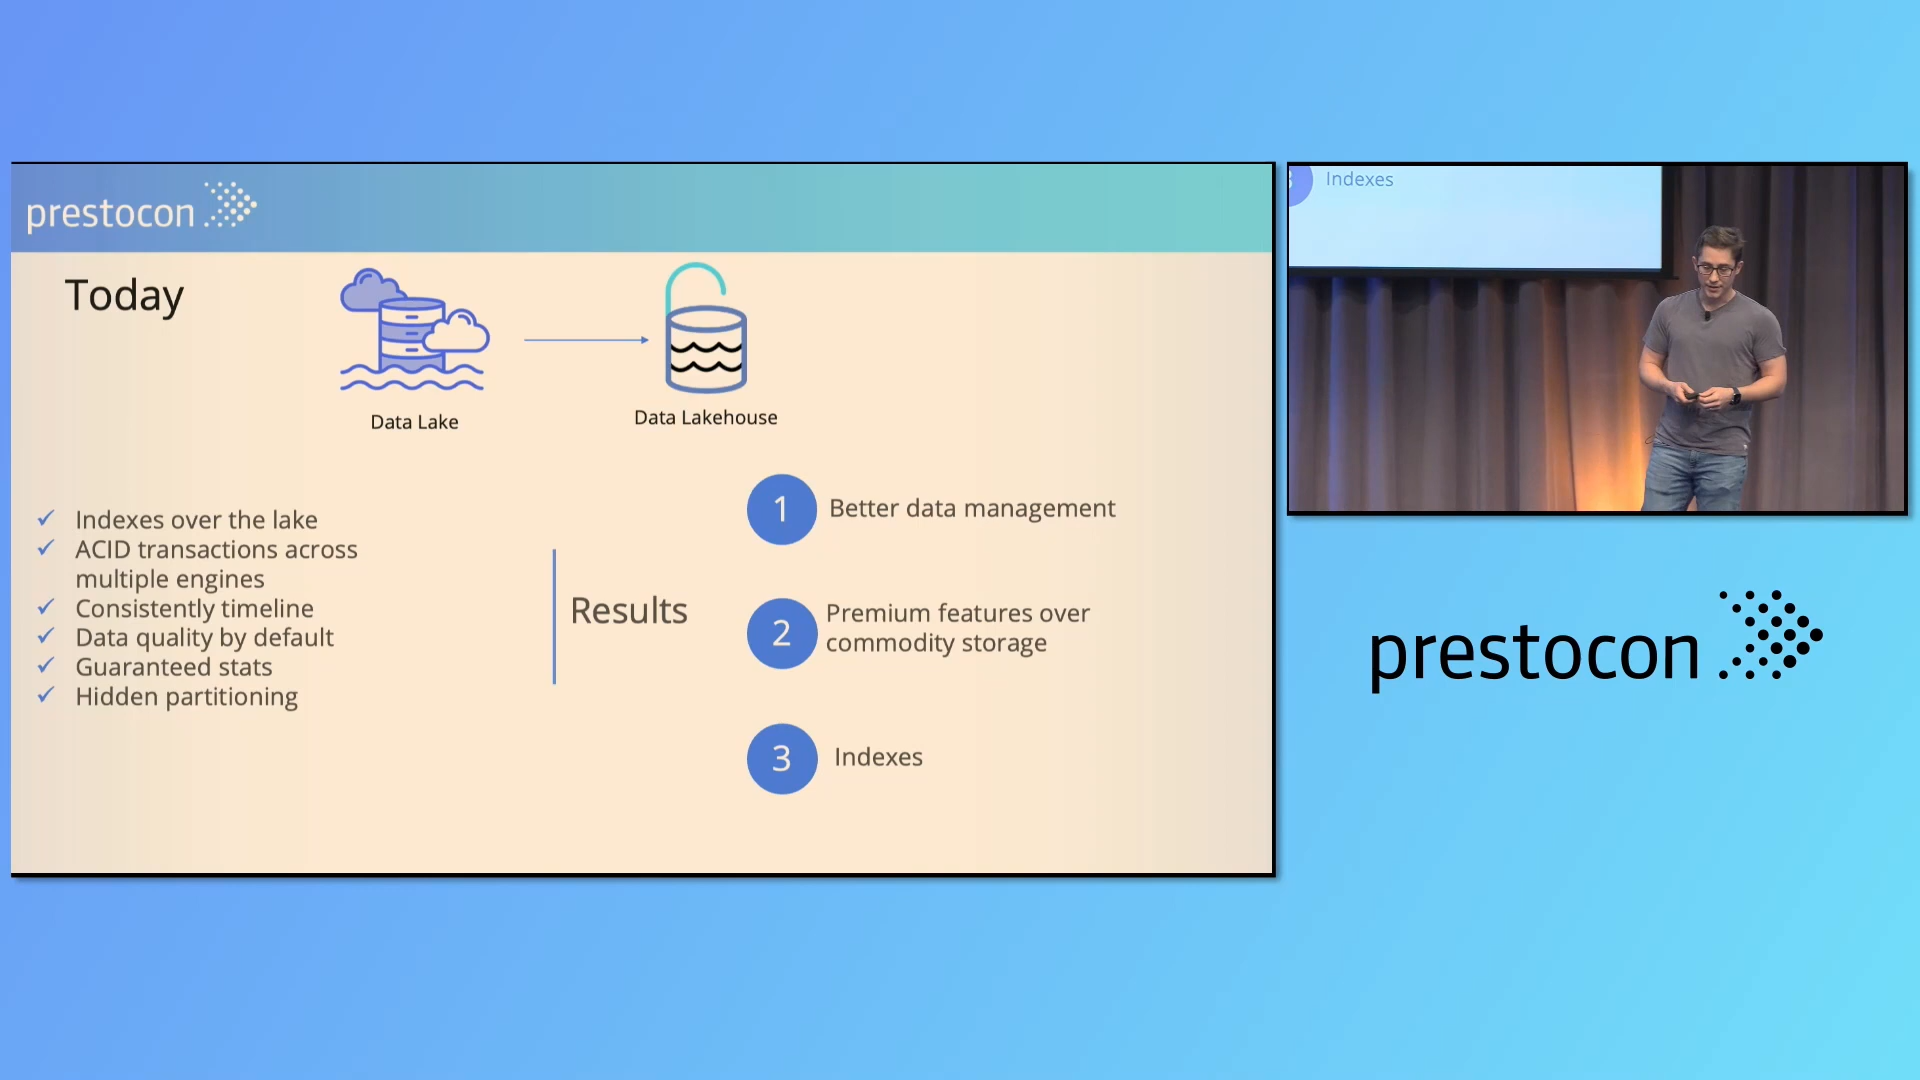 prestocon
Today
Data Lake
Data Lakehouse
✓ Indexes over the lake
✓ ACID transactions across
multiple engines
✓ Consistently timeline
✓ Data quality by default
✓ Guaranteed stats
✓ Hidden partitioning
Results
1 Better data management
2 Premium features over
commodity storage
3 Indexes
Indexes
prestocon